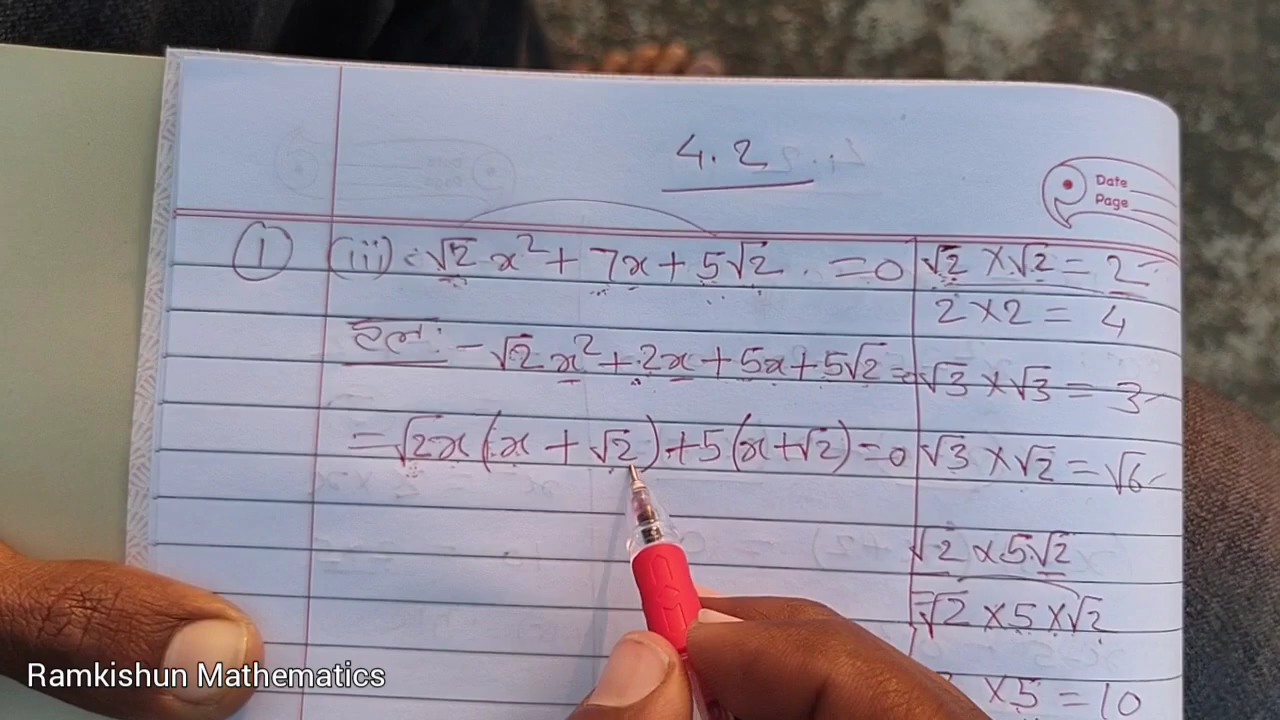 4.2
Date
Page
① (iii) :- √2 x² + 7x + 5√2 . = 0
हल :- √2 x² + 2x + 5x + 5√2 =
= √2x (x + √2) + 5 (x + √2) = 0
√2 × √2 = 2
2 × 2 = 4
√3 × √3 = 3
√3 × √2 = √6
√2 × 5√2
= √2 × 5 × √2
× 5 = 10
Ramkishun Mathematics